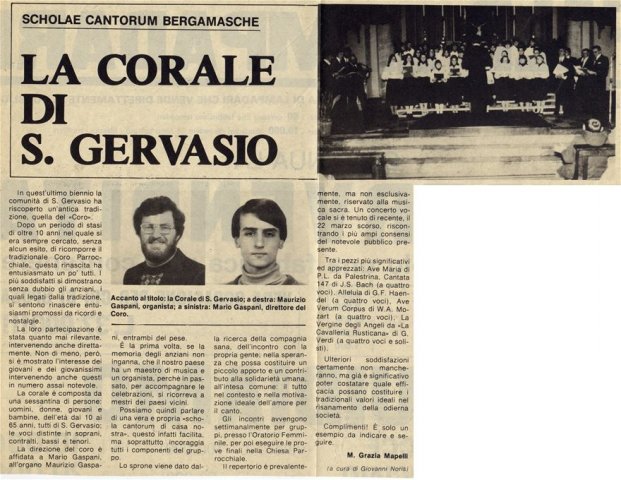 SCHOLAE CANTORUM BERGAMASCHE
LA CORALE
DI
S. GERVASIO
In quest'ultimo biennio la
comunità di S. Gervasio ha
riscoperto un'antica tradi-
zione, quella del «Coro».
Dopo un periodo di stasi
di oltre 10 anni nel quale si
era sempre cercato, senza
alcun esito, di ricomporre il
tradizionale Coro Parroc-
chiale, questa rinascita ha
entusiasmato un po' tutti. I
più soddisfatti si dimostrano
senza dubbio gli anziani, i
quali legati dalla tradizione,
si sentono rinascere entu-
siasmi promossi da ricordi e
nostalgie.
La loro partecipazione è
stata quanto mai rilevante,
intervenendo anche diretta-
mente. Non di meno, però,
si è mostrato l'interesse dei
giovani e dei giovanissimi
intervenendo anche questi
in numero assai notevole.
La corale è composta da
una sessantina di persone:
uomini, donne, giovani e
bambine, dell'età dai 10 ai
65 anni, tutti di S. Gervasio;
le voci distinte in soprani,
contralti, bassi e tenori.
La direzione del coro è
affidata a Mario Gaspani,
all'organo Maurizio Gaspa-
Accanto al titolo: la Corale di S. Gervasio; a destra: Maurizio
Gaspani, organista; a sinistra: Mario Gaspani, direttore del
Coro.
ni, entrambi del pese.
È la prima volta, se la
memoria degli anziani non
inganna, che il nostro paese
ha un maestro di musica e
un organista, perché in pas-
sato, per accompagnare le
celebrazioni, si ricorreva a
mestri dei paesi vicini.
Possiamo quindi parlare
di una vera e propria «scho-
la cantorum di casa no-
stra», questo infatti facilita,
ma soprattutto incoraggia
tutti i componenti del grup-
po.
Lo sprone viene dato dal-
la ricerca della compagnia
sana, dell'incontro con la
propria gente, nella speran-
za che possa costituire un
piccolo apporto e un contri-
buto alla solidarietà umana,
all'intesa comune: il tutto
nel contesto e nella motiva-
zione ideale dell'amore per
il canto.
Gli incontri avvengono
settimanalmente per grup-
pi, presso l'Oratorio Femmi-
nile, per poi eseguire le pro-
ve finali nella Chiesa Par-
rocchiale.
Il repertorio è prevalente-
mente, ma non esclusiva-
mente, riservato alla musi-
ca sacra. Un concerto vo-
cale si è tenuto di recente, il
22 marzo scorso, riscon-
trando i più ampi consensi
del notevole pubblico pre-
sente.
Tra i pezzi più significativi
ed apprezzati: Ave Maria di
P.L. da Palestrina, Cantata
147 di J.S. Bach (a quattro
voci), Alleluia di G.F. Haen-
del (a quattro voci), Ave
Verum Corpus di W.A. Mo-
zart (a quattro voci), La
Vergine degli Angeli da «La
Cavalleria Rusticana» di G.
Verdi (a quattro voci e soli-
sti).
Ulteriori soddisfazioni
certamente non manche-
ranno, ma già è significativo
poter costatare quale effi-
cacia possano costituire i
tradizionali valori ideali nel
risanamento della odierna
società.
Complimenti! È solo un
esempio da indicare e se-
guire.
M. Grazia Mapelli
(a cura di Giovanni Noris)